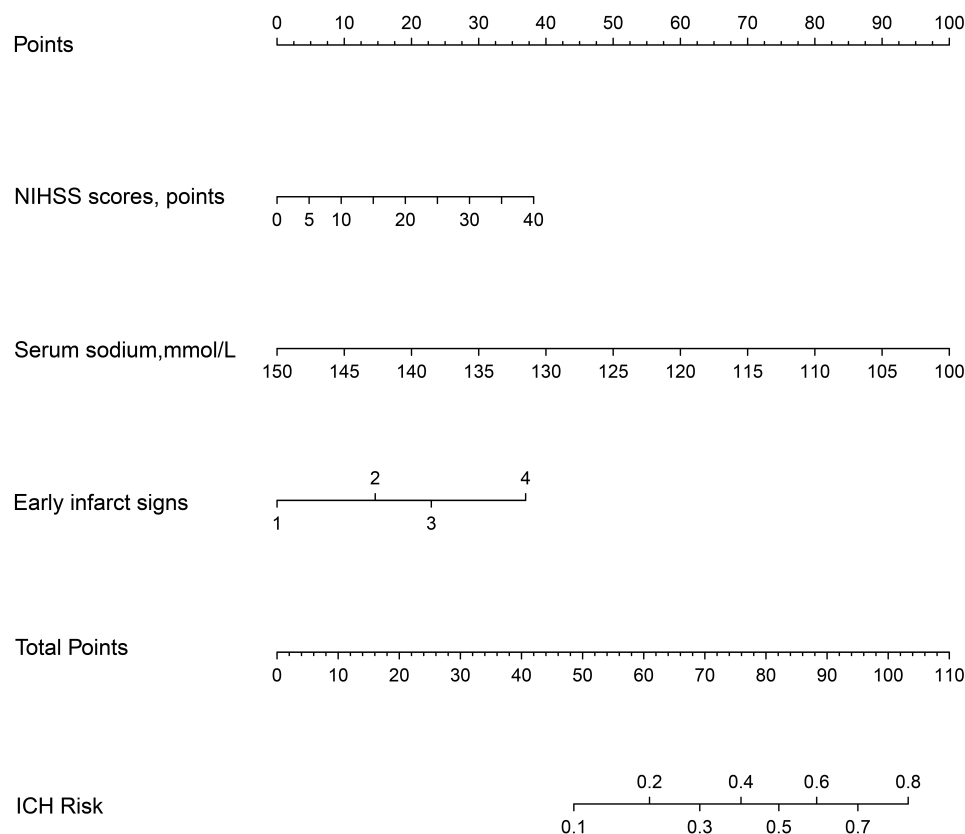 0 10 20 30 40 50 60 70 80 90 100
Points
NIHSS scores, points
0 5 10 20 30 40
Serum sodium,mmol/L
150 145 140 135 130 125 120 115 110 105 100
2 4
Early infarct signs
1 3
Total Points
0 10 20 30 40 50 60 70 80 90 100 110
0.2 0.4 0.6 0.8
ICH Risk
0.1 0.3 0.5 0.7